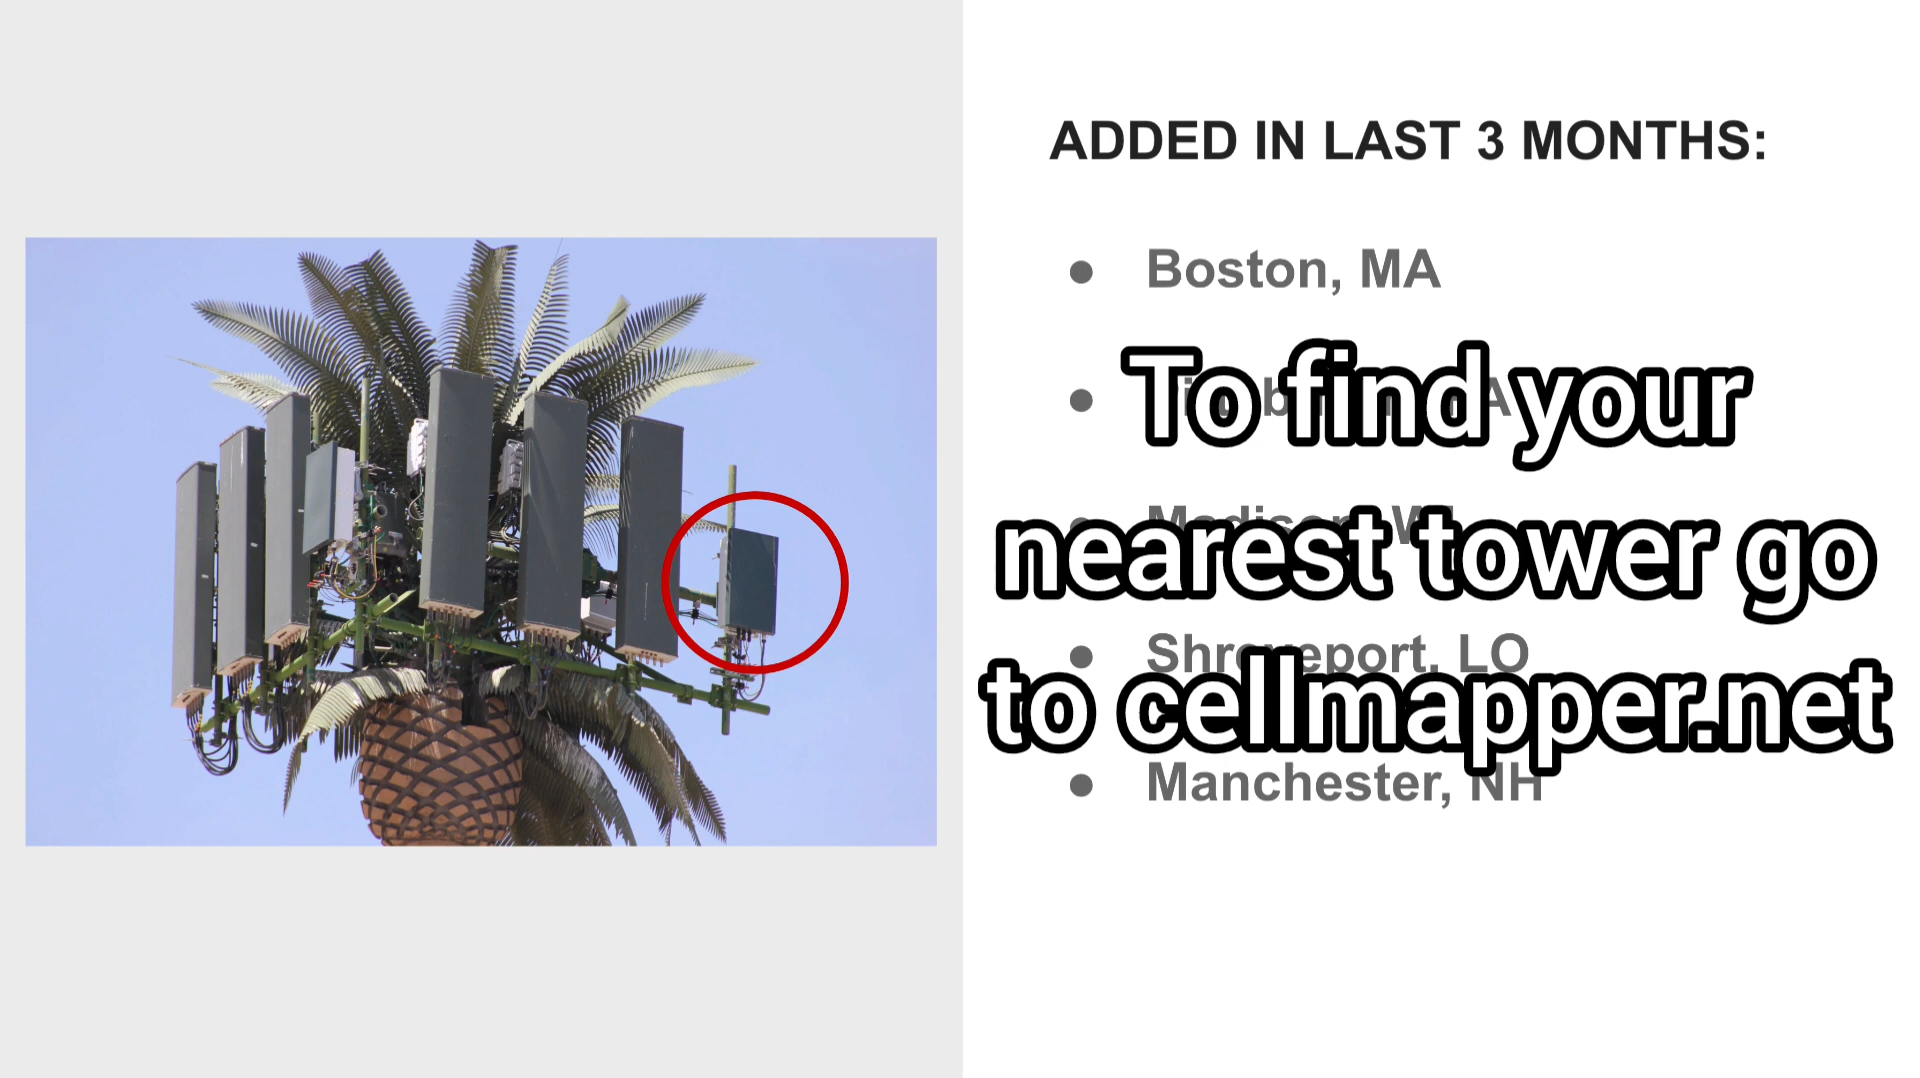 ADDED IN LAST 3 MONTHS:
Boston, MA
To find your
nearest tower go
Shreveport, LO
to cellmapper.net
Manchester, NH